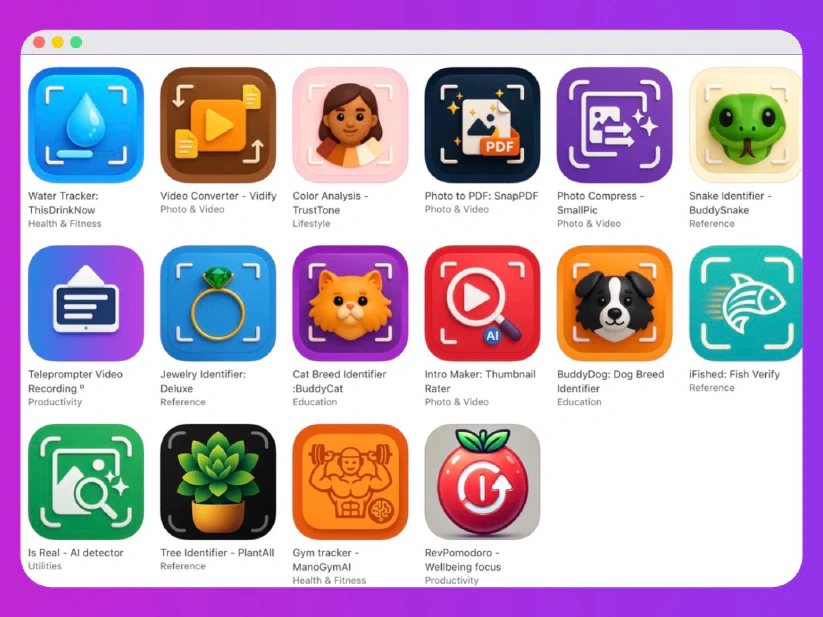 Water Tracker:
ThisDrinkNow
Health & Fitness
Video Converter - Vidify
Photo & Video
Color Analysis -
TrustTone
Lifestyle
PDF
Photo to PDF: SnapPDF
Photo & Video
Photo Compress -
SmallPic
Photo & Video
Snake Identifier -
BuddySnake
Reference
Teleprompter Video
Recording º
Productivity
Jewelry Identifier:
Deluxe
Reference
Cat Breed Identifier
:BuddyCat
Education
AI
Intro Maker: Thumbnail
Rater
Photo & Video
BuddyDog: Dog Breed
Identifier
Education
iFished: Fish Verify
Reference
Is Real - AI detector
Utilities
Tree Identifier - PlantAll
Reference
Gym tracker -
ManoGymAI
Health & Fitness
RevPomodoro -
Wellbeing focus
Productivity